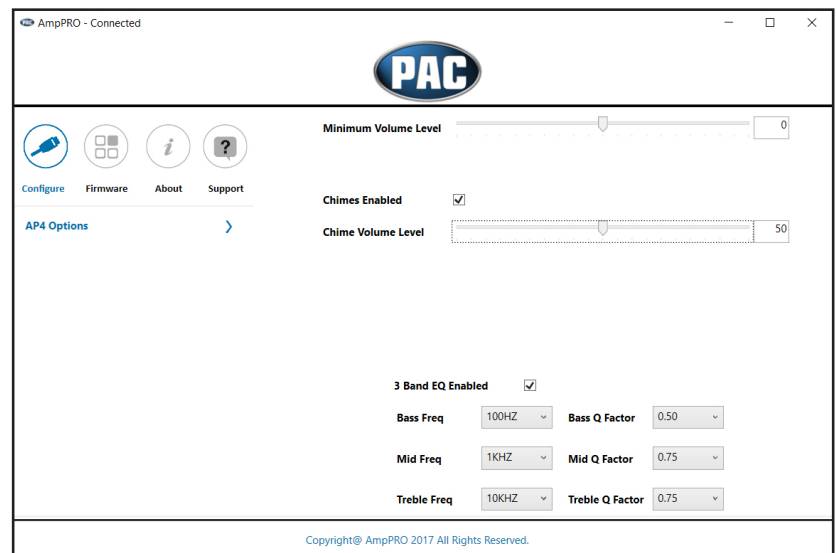 PAC AmpPRO - Connected
PAC
Configure Firmware About Support
AP4 Options
Minimum Volume Level 0
Chimes Enabled
Chime Volume Level 50
3 Band EQ Enabled
Bass Freq 100HZ Bass Q Factor 0.50
Mid Freq 1KHZ Mid Q Factor 0.75
Treble Freq 10KHZ Treble Q Factor 0.75
Copyright@ AmpPRO 2017 All Rights Reserved.